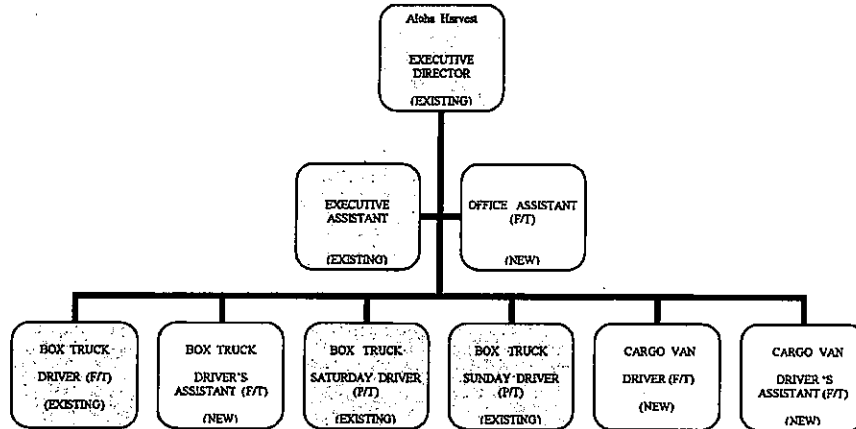 Aloha Harvest
EXECUTIVE
DIRECTOR
(EXISTING)
EXECUTIVE
ASSISTANT
(EXISTING)
OFFICE ASSISTANT
(F/T)
(NEW)
BOX TRUCK
DRIVER (F/T)
(EXISTING)
BOX TRUCK
DRIVER'S
ASSISTANT (F/T)
(NEW)
BOX TRUCK
SATURDAY DRIVER
(P/T)
(EXISTING)
BOX TRUCK
SUNDAY DRIVER
(P/T)
(EXISTING)
CARGO VAN
DRIVER (F/T)
(NEW)
CARGO VAN
DRIVER'S
ASSISTANT (F/T)
(NEW)